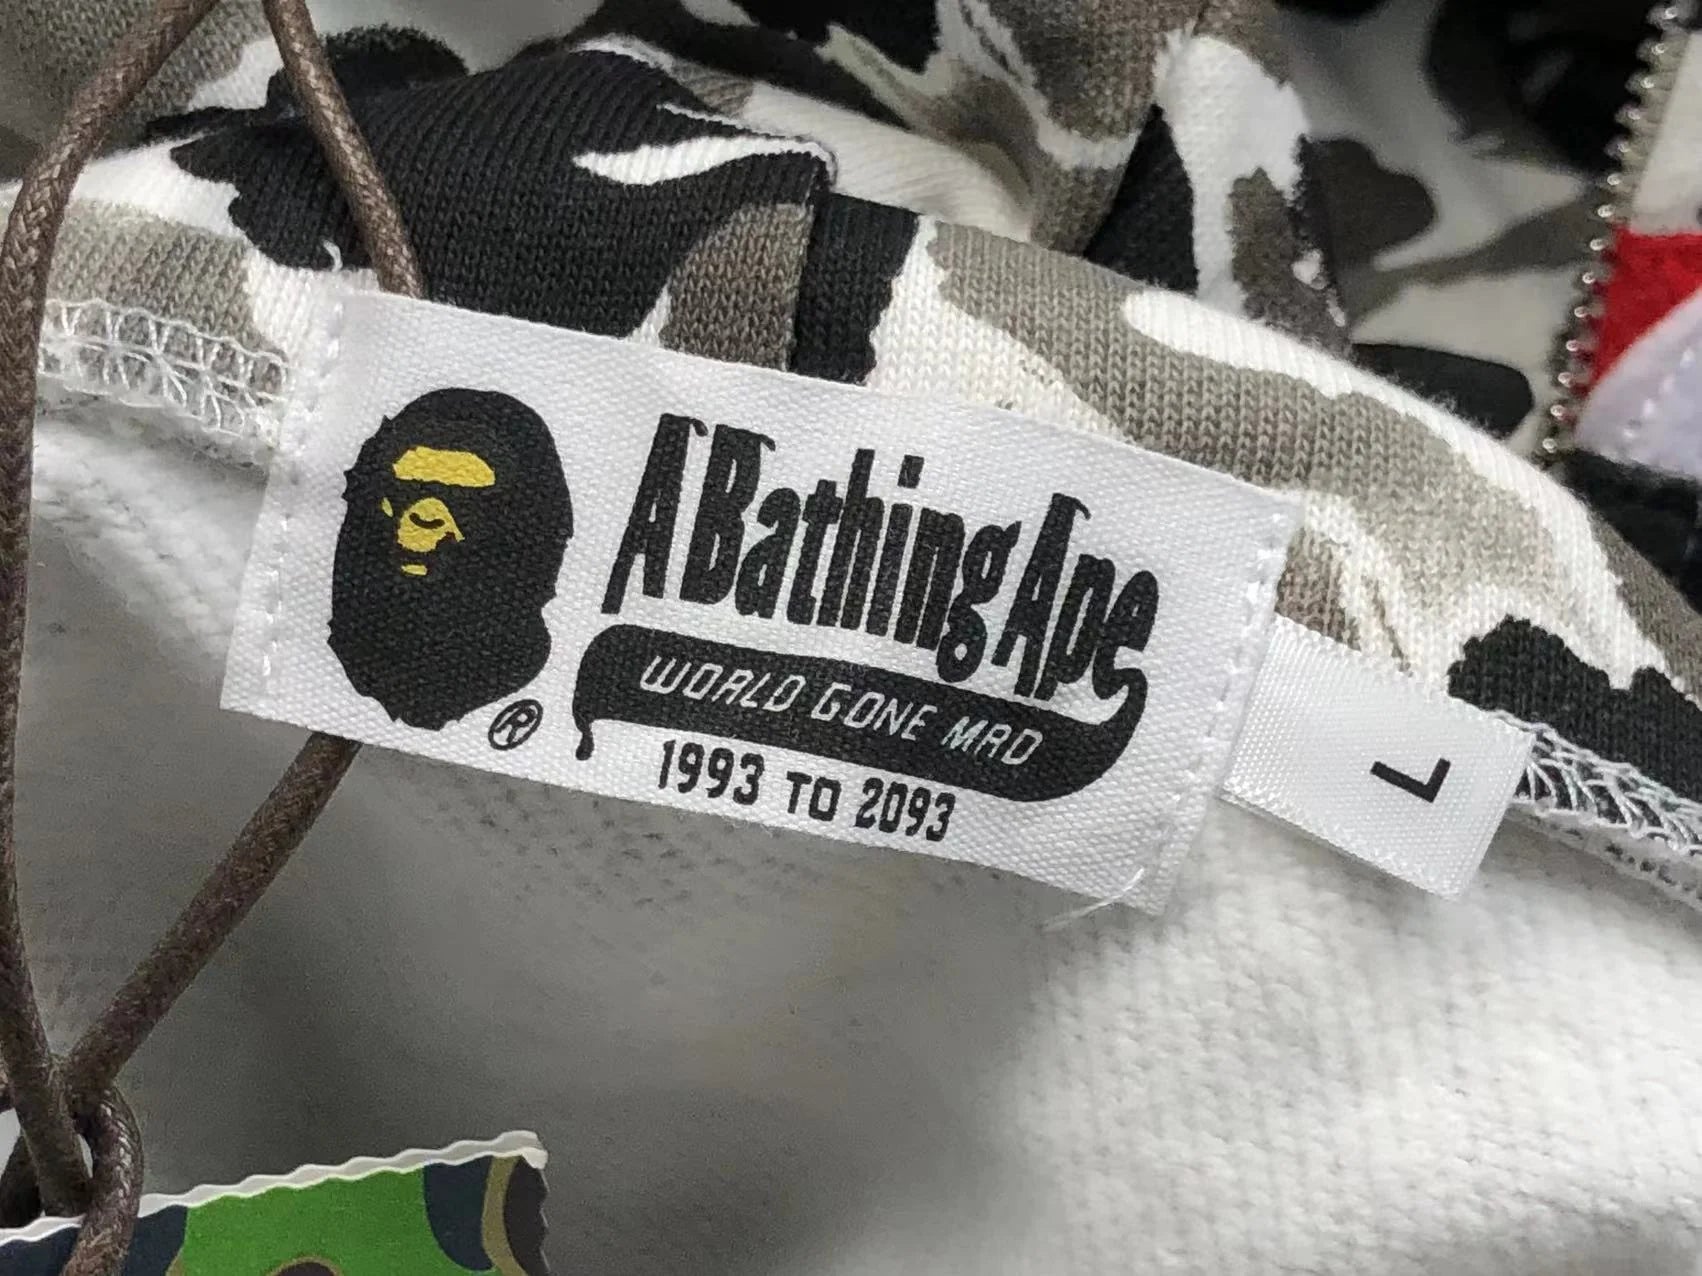 A Bathing Ape
WORLD GONE MAD
®
1993 TO 2093
L